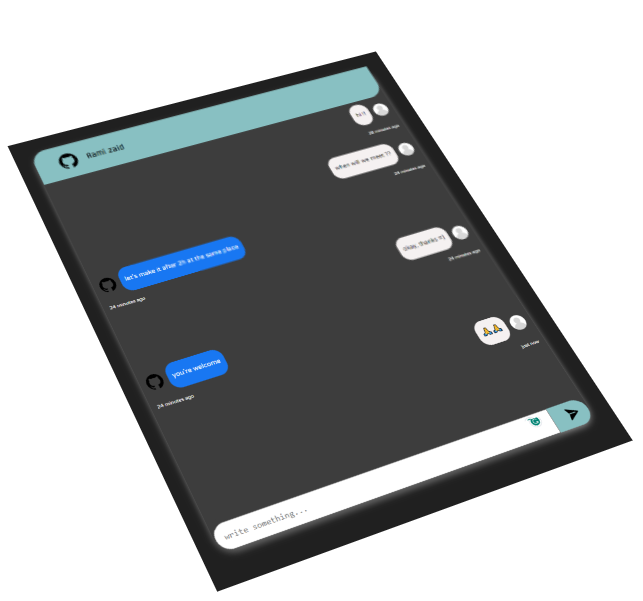 Rami zaid
hi !!
26 minutes ago
when will we meet ??
26 minutes ago
let's make it after 2h at the same place
24 minutes ago
okay, thanks =)
24 minutes ago
you're welcome
24 minutes ago
🙏🙏
just now
write something...